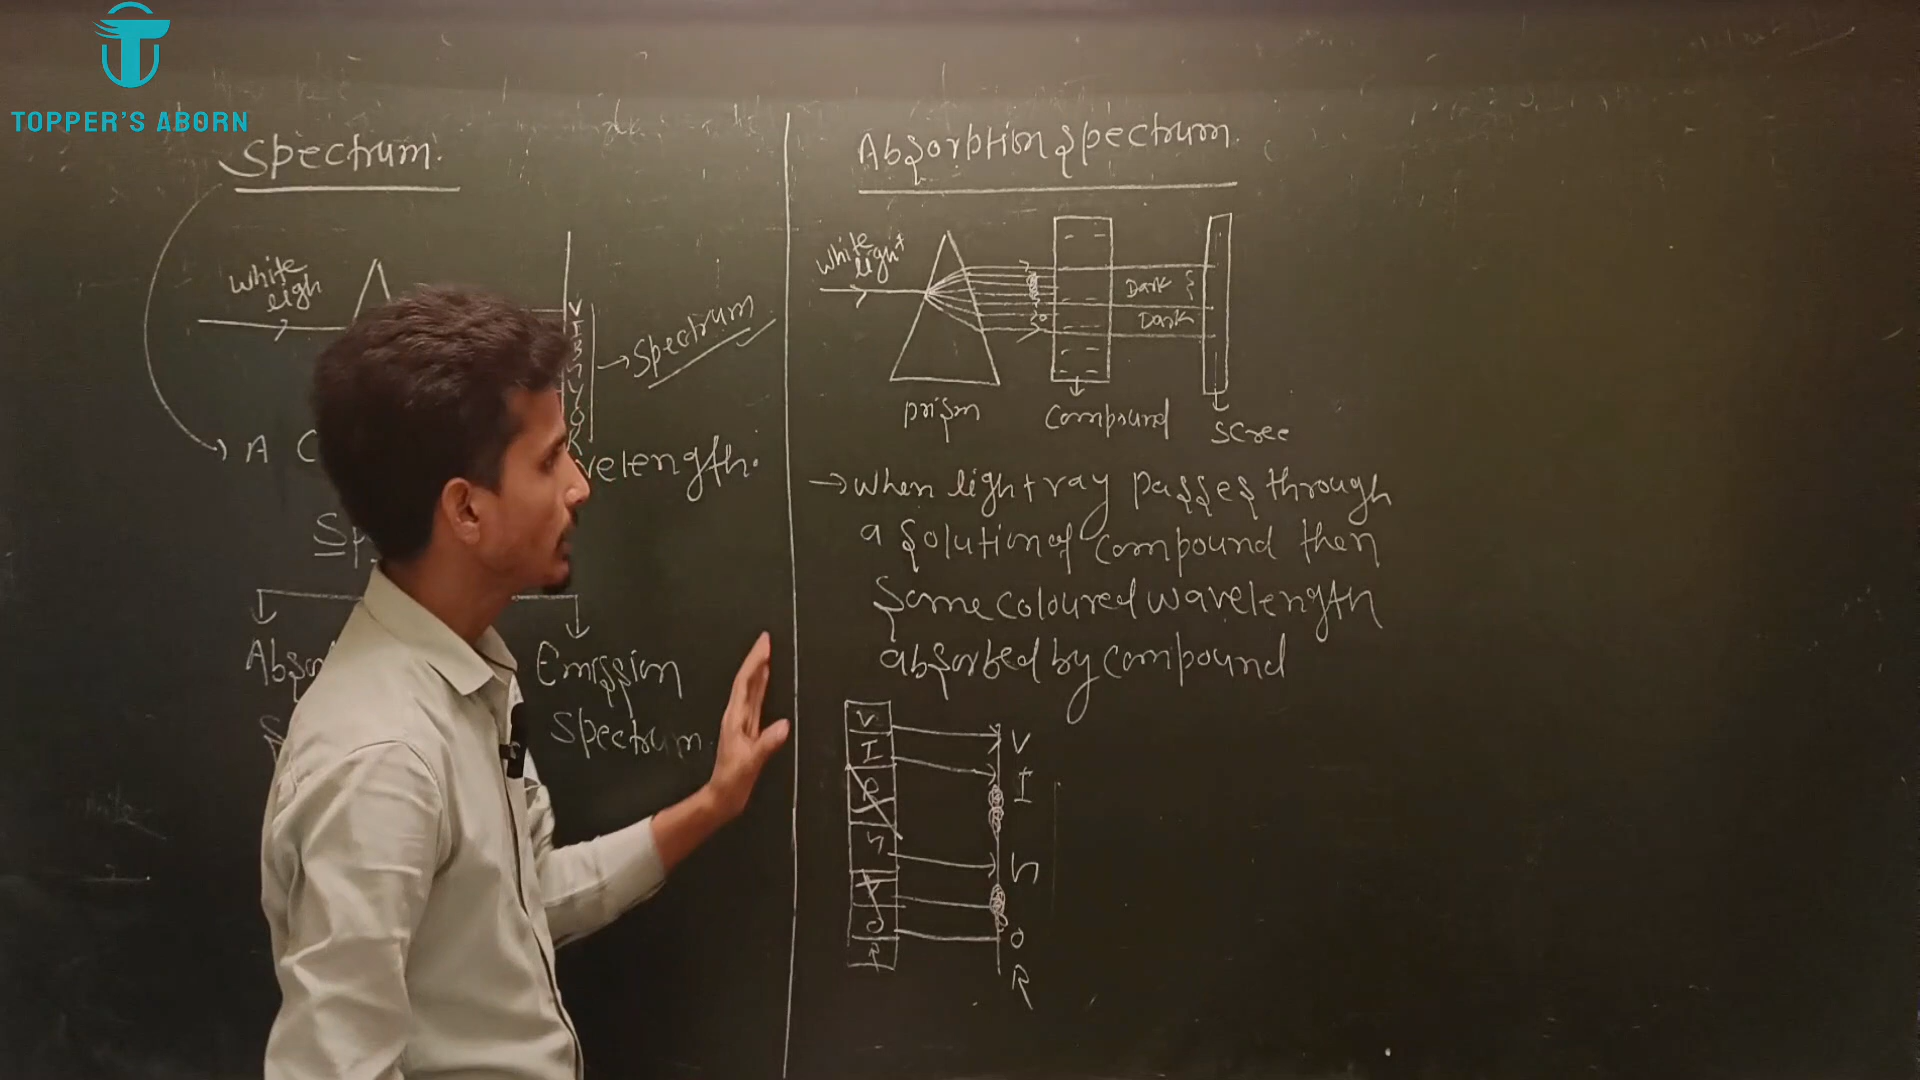 TOPPER'S ABORN
Spectrum.
White
ligh
V
→ Spectrum
A C
velength.
Sp
Emission
Spectrum.
Absorption spectrum.
White
light
Dark
Dark
prism
Compound
Scree
→ When light ray passes through
a solution of compound then
Some coloured wavelength
absorbed by compound
V
I
V
I
O
R
O
R